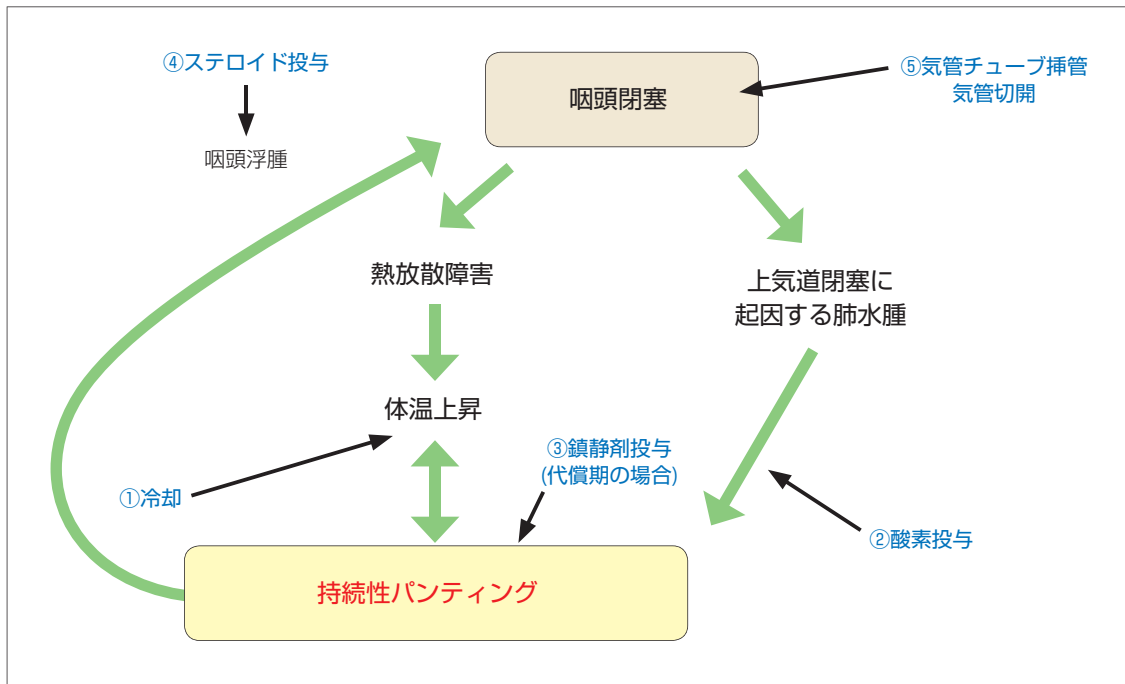 ④ステロイド投与
咽頭浮腫
咽頭閉塞
⑤気管チューブ挿管
気管切開
熱放散障害
上気道閉塞に
起因する肺水腫
体温上昇
③鎮静剤投与
(代償期の場合)
①冷却
②酸素投与
持続性パンティング